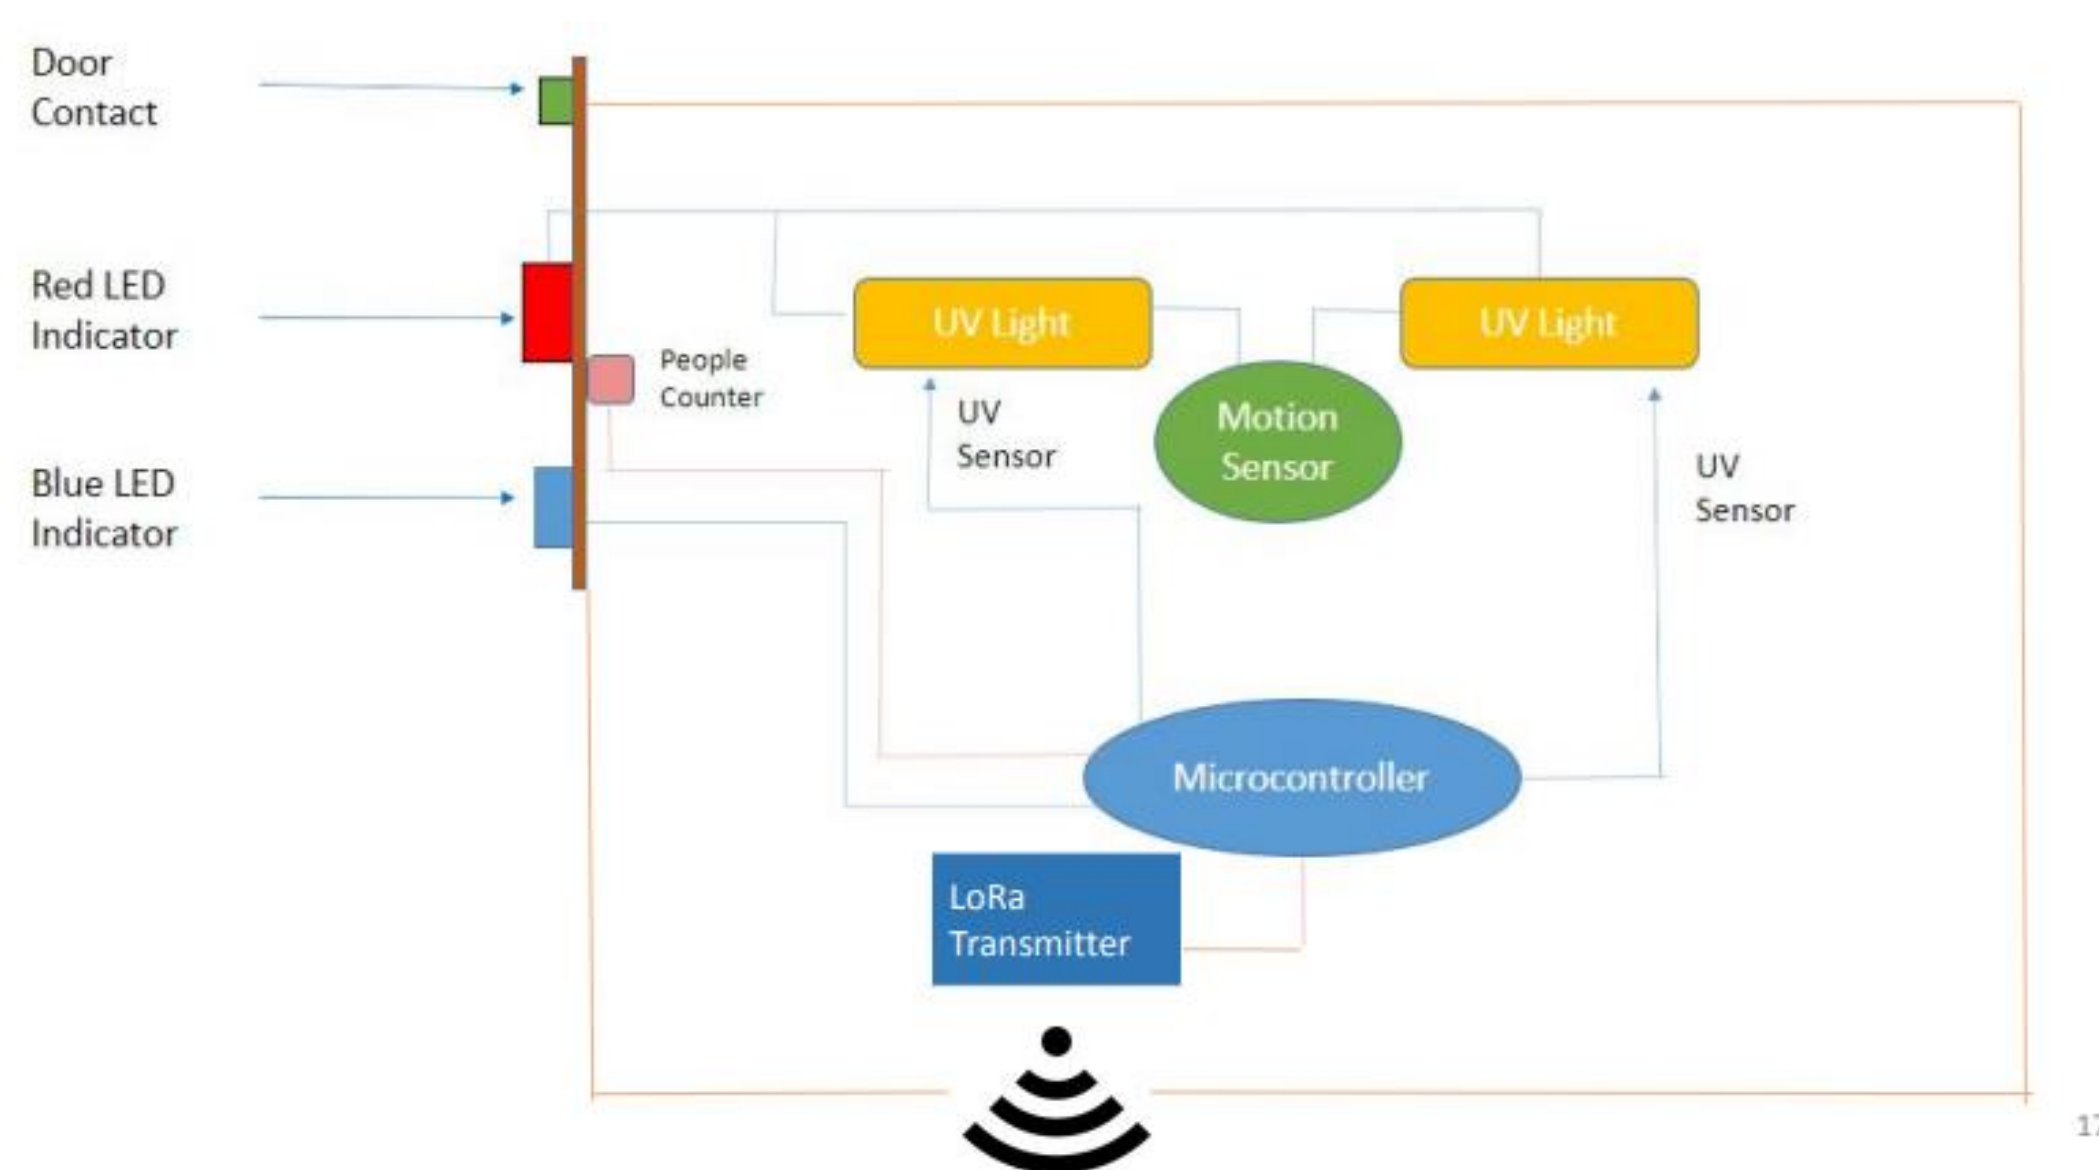 Door
Contact
Red LED
Indicator
People
Counter
Blue LED
Indicator
UV Light
UV Light
UV
Sensor
Motion
Sensor
UV
Sensor
Microcontroller
LoRa
Transmitter
17